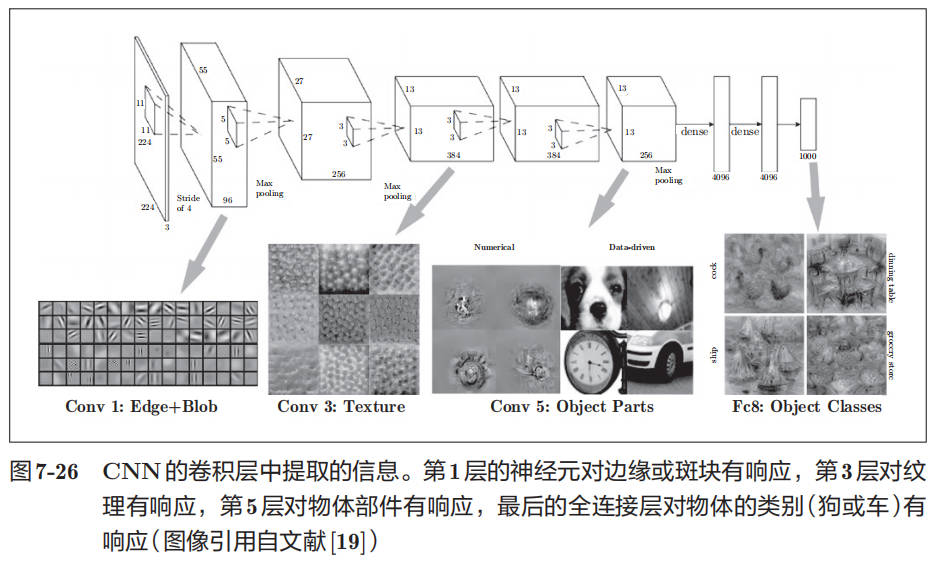 55
27
13
13
13
11
5
5
55
11
224
224
3
Stride
of 4
96
Max
pooling
27
256
3
3
13
384
Max
pooling
3
3
13
384
13
256
Max
pooling
dense
4096
dense
4096
1000
Numerical
Data-driven
cock
ship
dinning table
grocery store
Conv 1: Edge+Blob
Conv 3: Texture
Conv 5: Object Parts
Fc8: Object Classes
图7-26 CNN的卷积层中提取的信息。第1层的神经元对边缘或斑块有响应，第3层对纹
理有响应，第5层对物体部件有响应，最后的全连接层对物体的类别（狗或车）有
响应（图像引用自文献[19]）